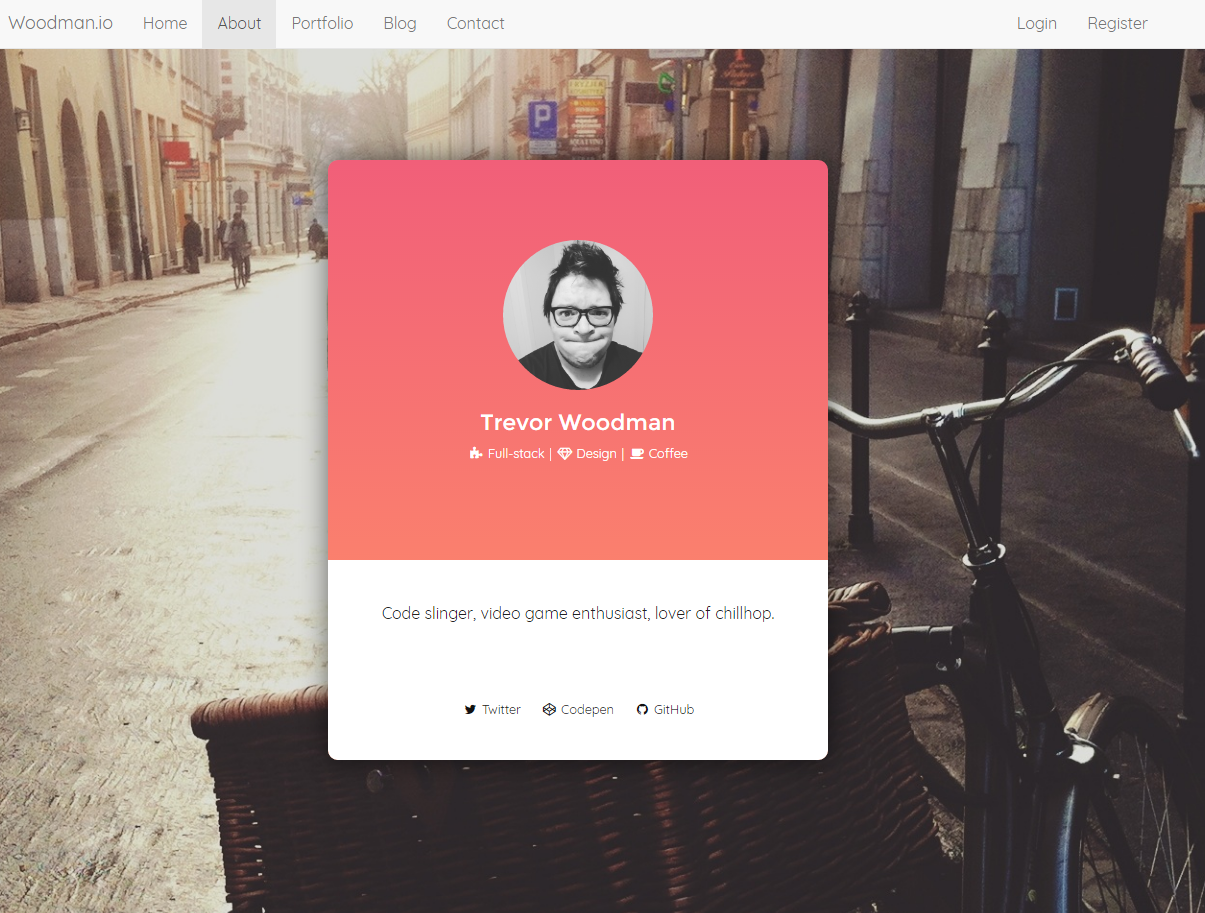 Woodman.io Home About Portfolio Blog Contact Login Register
P
FRYZJER
Trevor Woodman
Full-stack | Design | Coffee
Code slinger, video game enthusiast, lover of chillhop.
Twitter Codepen GitHub